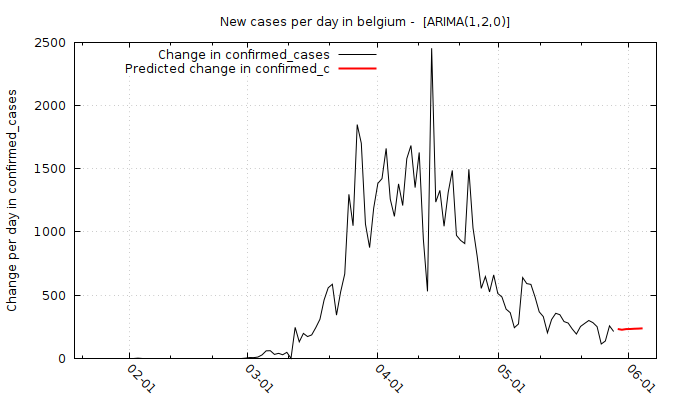 New cases per day in belgium -  [ARIMA(1,2,0)]
Change in confirmed_cases
Predicted change in confirmed_c
Change per day in confirmed_cases
2500
2000
1500
1000
500
0
02-01
03-01
04-01
05-01
06-01